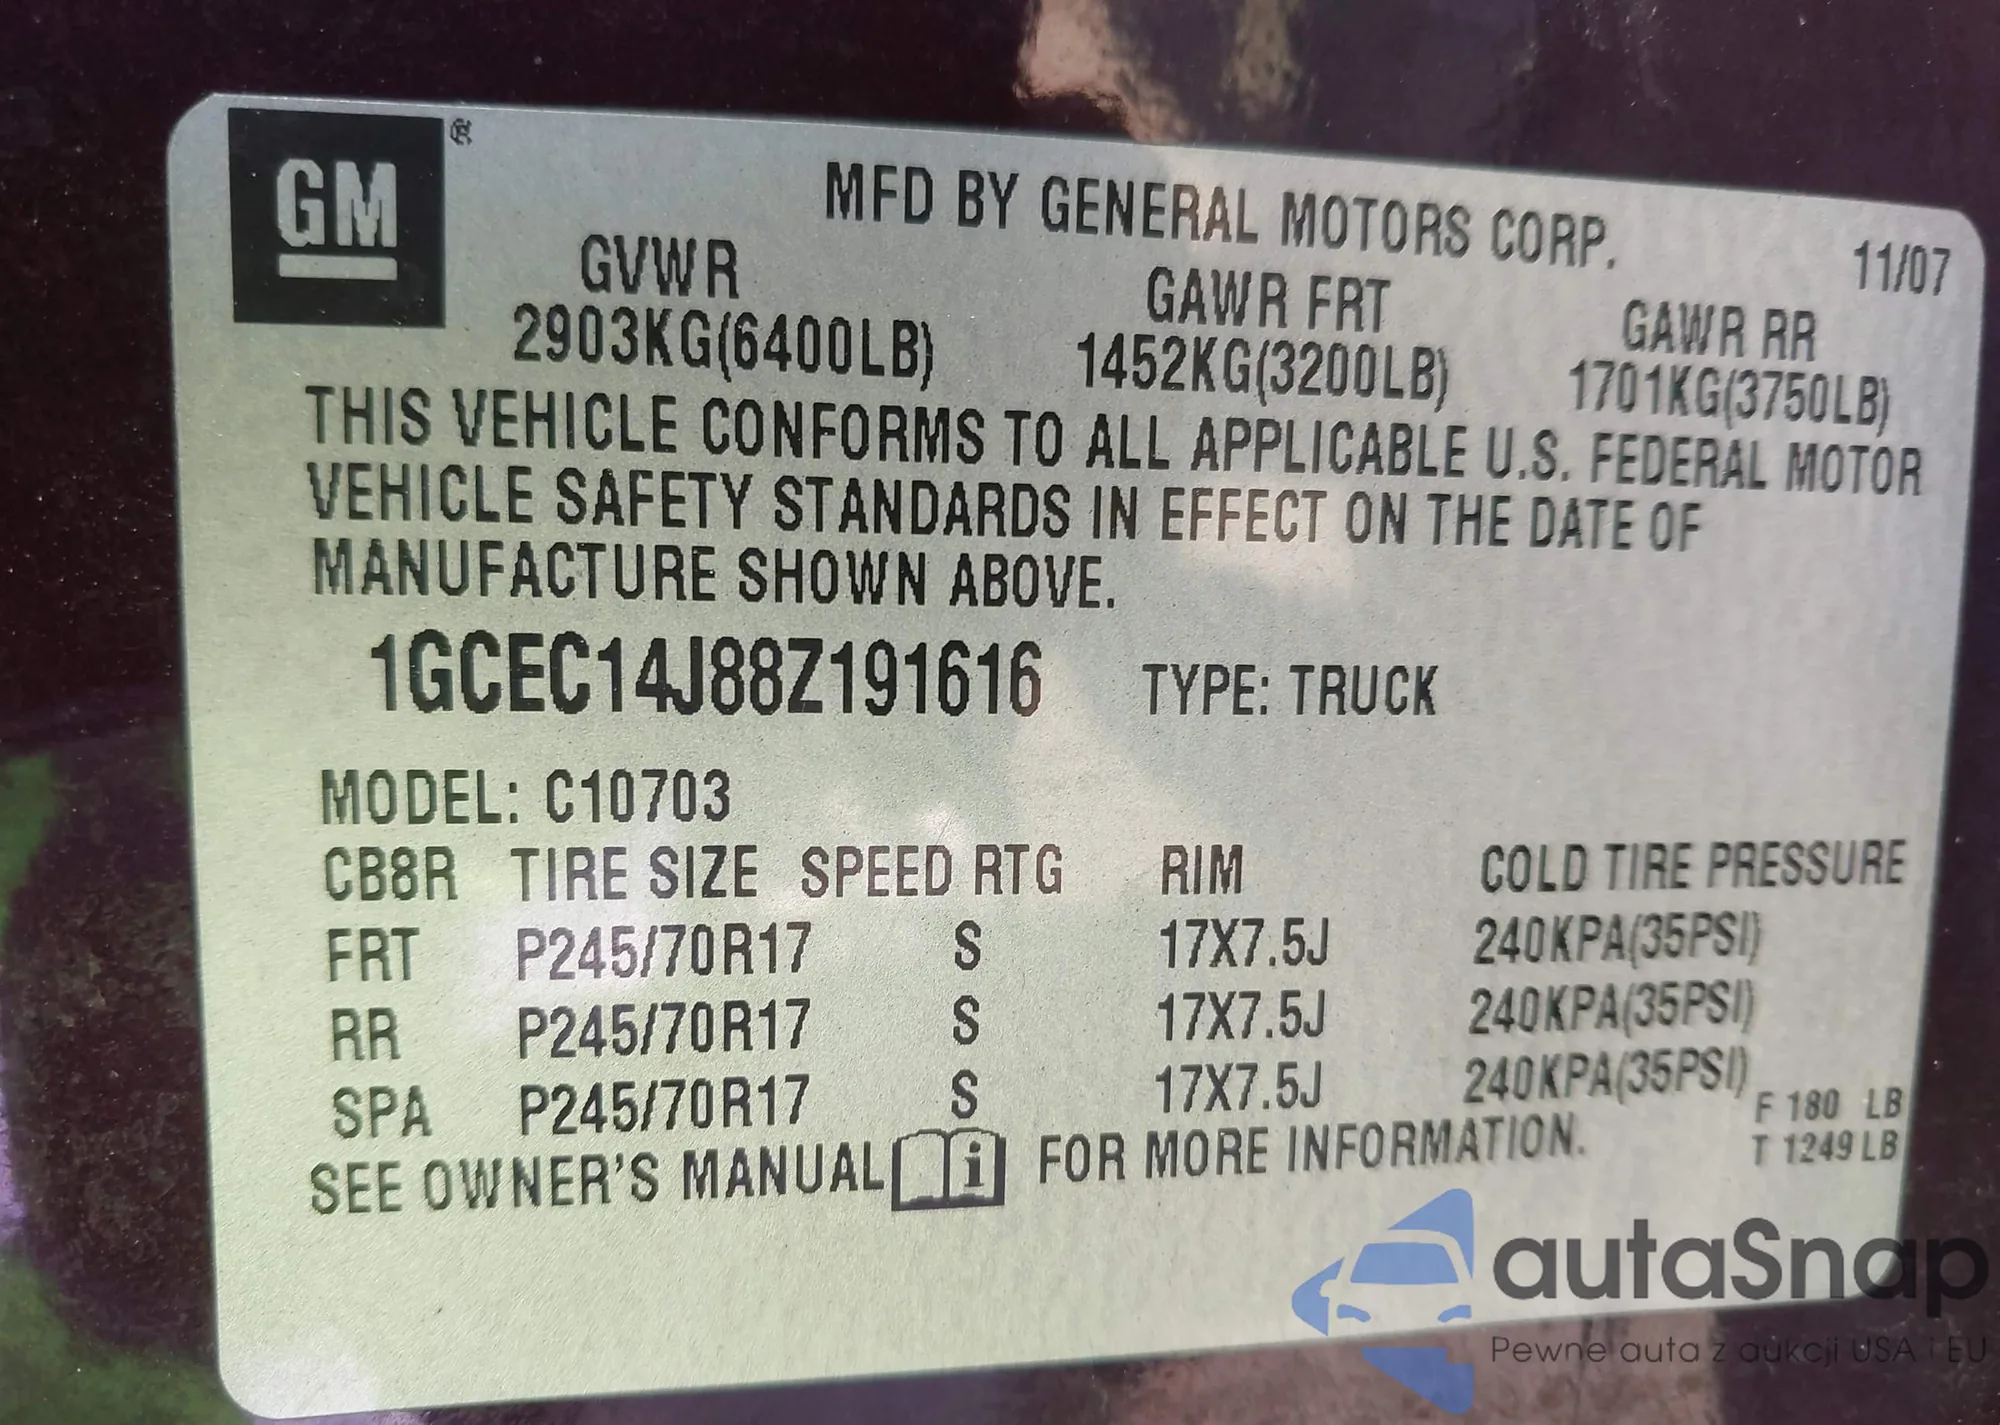 GM ®
MFD BY GENERAL MOTORS CORP.
11/07
GVWR GAWR FRT GAWR RR
2903KG(6400LB) 1452KG(3200LB) 1701KG(3750LB)
THIS VEHICLE CONFORMS TO ALL APPLICABLE U.S. FEDERAL MOTOR
VEHICLE SAFETY STANDARDS IN EFFECT ON THE DATE OF
MANUFACTURE SHOWN ABOVE.
1GCEC14J88Z191616 TYPE: TRUCK
MODEL: C10703
CB8R TIRE SIZE SPEED RTG RIM COLD TIRE PRESSURE
FRT P245/70R17 S 17X7.5J 240KPA(35PSI)
RR P245/70R17 S 17X7.5J 240KPA(35PSI)
SPA P245/70R17 S 17X7.5J 240KPA(35PSI)
F 180 LB
T 1249 LB
SEE OWNER'S MANUAL i FOR MORE INFORMATION.
autaSnap
Pewne auta z aukcji USA i EU